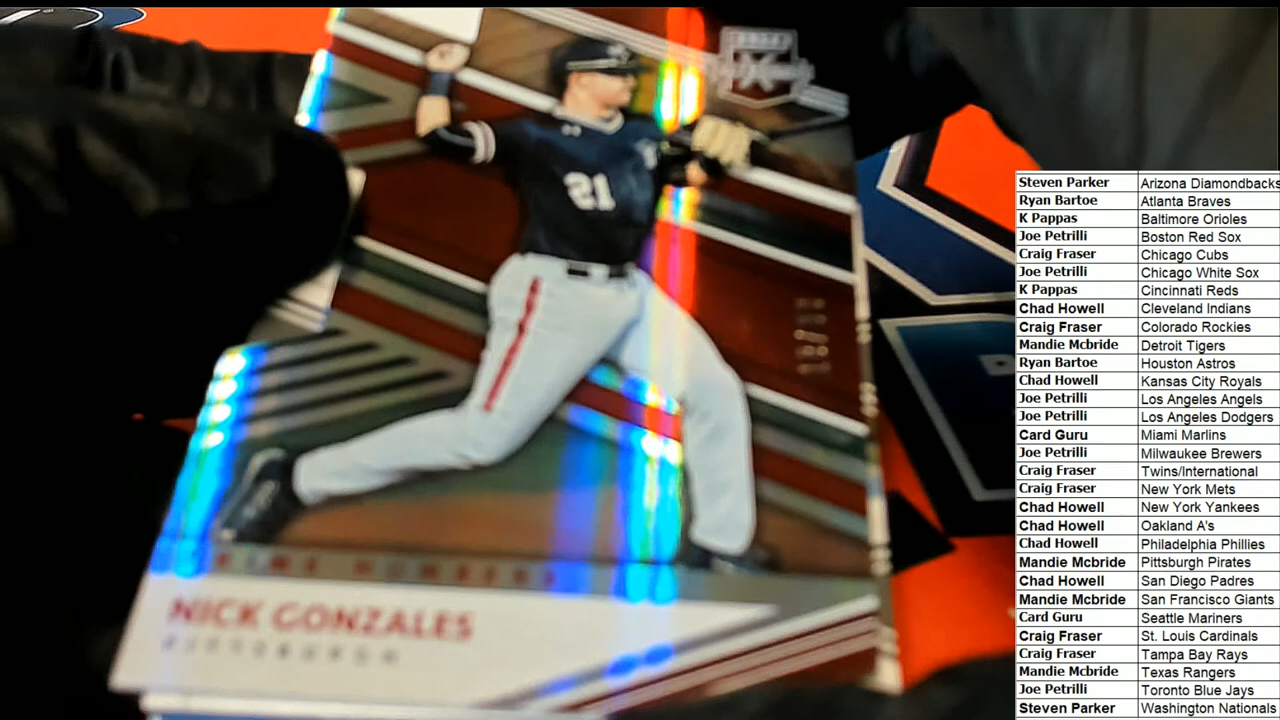 21
NICK GONZALES
PITTSBURGH
Steven Parker Arizona Diamondbacks
Ryan Bartoe Atlanta Braves
K Pappas Baltimore Orioles
Joe Petrilli Boston Red Sox
Craig Fraser Chicago Cubs
Joe Petrilli Chicago White Sox
K Pappas Cincinnati Reds
Chad Howell Cleveland Indians
Craig Fraser Colorado Rockies
Mandie Mcbride Detroit Tigers
Ryan Bartoe Houston Astros
Chad Howell Kansas City Royals
Joe Petrilli Los Angeles Angels
Joe Petrilli Los Angeles Dodgers
Card Guru Miami Marlins
Joe Petrilli Milwaukee Brewers
Craig Fraser Twins/International
Craig Fraser New York Mets
Chad Howell New York Yankees
Chad Howell Oakland A's
Chad Howell Philadelphia Phillies
Mandie Mcbride Pittsburgh Pirates
Chad Howell San Diego Padres
Mandie Mcbride San Francisco Giants
Card Guru Seattle Mariners
Craig Fraser St. Louis Cardinals
Craig Fraser Tampa Bay Rays
Mandie Mcbride Texas Rangers
Joe Petrilli Toronto Blue Jays
Steven Parker Washington Nationals